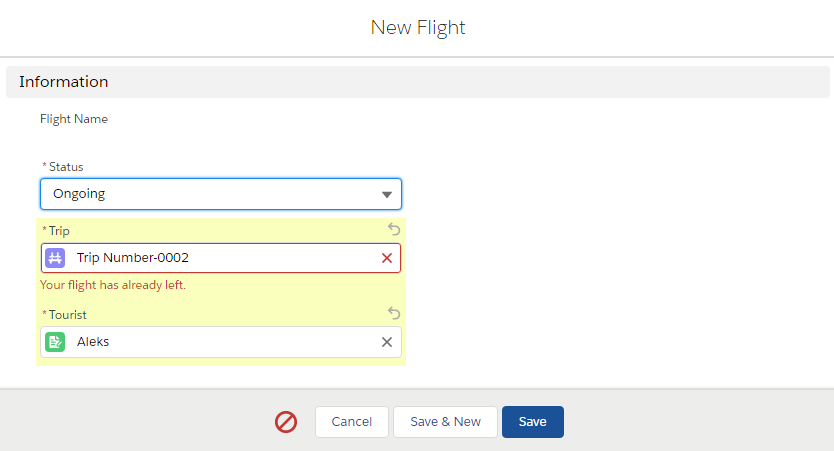 New Flight
Information
Flight Name
* Status
Ongoing
* Trip
Trip Number-0002
Your flight has already left.
* Tourist
Aleks
Cancel
Save & New
Save